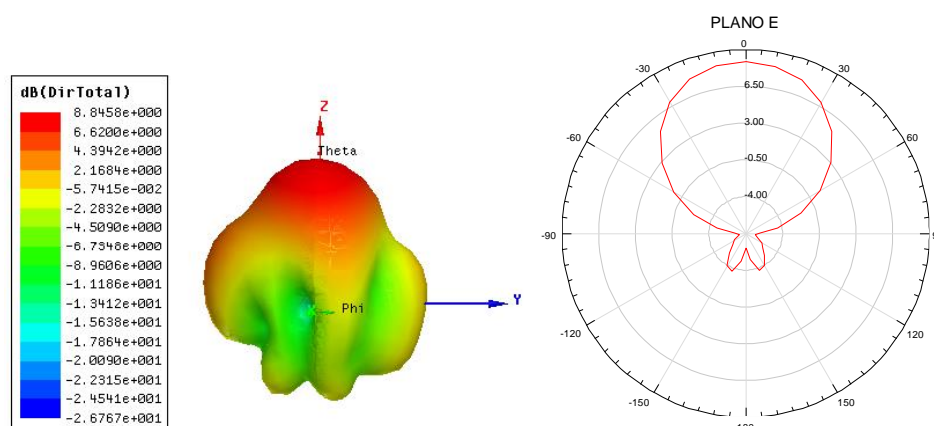 dB(DirTotal)
8.8458e+000
6.6200e+000
4.3942e+000
2.1684e+000
-5.7415e-002
-2.2832e+000
-4.5090e+000
-6.7348e+000
-8.9606e+000
-1.1186e+001
-1.3412e+001
-1.5638e+001
-1.7864e+001
-2.0090e+001
-2.2315e+001
-2.4541e+001
-2.6767e+001
Z
Theta
X
Phi
Y
PLANO E
0
-30
30
6.50
-60
60
3.00
-0.50
-4.00
-90
90
-120
120
-150
150